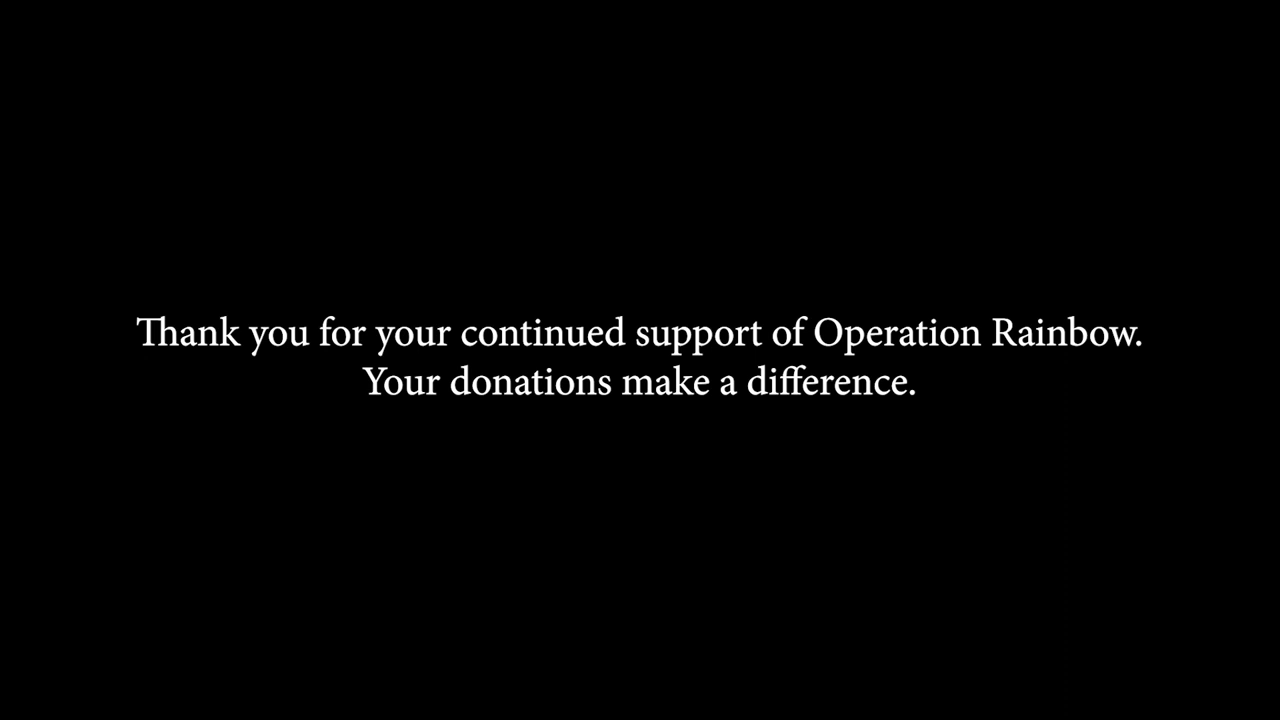 Thank you for your continued support of Operation Rainbow.
Your donations make a difference.